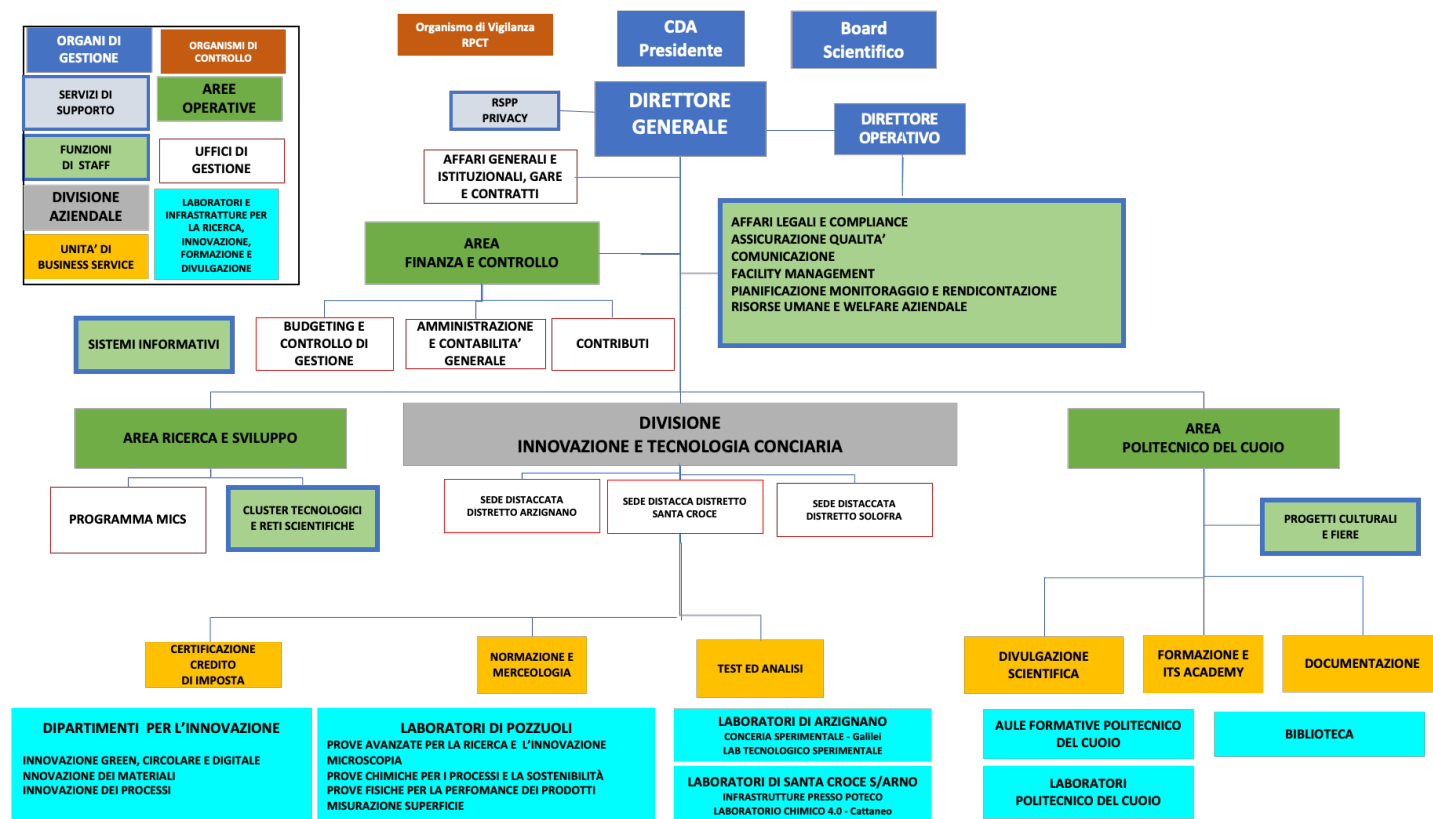 ORGANI DI
GESTIONE
ORGANISMI DI
CONTROLLO
SERVIZI DI
SUPPORTO
AREE
OPERATIVE
FUNZIONI
DI  STAFF
UFFICI DI
GESTIONE
DIVISIONE
AZIENDALE
LABORATORI E
INFRASTRATTURE PER
LA RICERCA,
INNOVAZIONE,
FORMAZIONE E
DIVULGAZIONE
UNITA’ DI
BUSINESS SERVICE
Organismo di Vigilanza
RPCT
CDA
Presidente
Board
Scientifico
RSPP
PRIVACY
DIRETTORE
GENERALE
DIRETTORE
OPERATIVO
AFFARI GENERALI E
ISTITUZIONALI, GARE
E CONTRATTI
AREA
FINANZA E CONTROLLO
AFFARI LEGALI E COMPLIANCE
ASSICURAZIONE QUALITA’
COMUNICAZIONE
FACILITY MANAGEMENT
PIANIFICAZIONE MONITORAGGIO E RENDICONTAZIONE
RISORSE UMANE E WELFARE AZIENDALE
SISTEMI INFORMATIVI
BUDGETING E
CONTROLLO DI
GESTIONE
AMMINISTRAZIONE
E CONTABILITA’
GENERALE
CONTRIBUTI
AREA RICERCA E SVILUPPO
DIVISIONE
INNOVAZIONE E TECNOLOGIA CONCIARIA
AREA
POLITECNICO DEL CUOIO
PROGRAMMA MICS
CLUSTER TECNOLOGICI
E RETI SCIENTIFICHE
SEDE DISTACCATA
DISTRETTO ARZIGNANO
SEDE DISTACCA DISTRETTO
SANTA CROCE
SEDE DISTACCATA
DISTRETTO SOLOFRA
PROGETTI CULTURALI
E FIERE
CERTIFICAZIONE
CREDITO
DI IMPOSTA
NORMAZIONE E
MERCEOLOGIA
TEST ED ANALISI
DIVULGAZIONE
SCIENTIFICA
FORMAZIONE E
ITS ACADEMY
DOCUMENTAZIONE
DIPARTIMENTI  PER L’INNOVAZIONE
INNOVAZIONE GREEN, CIRCOLARE E DIGITALE
NNOVAZIONE DEI MATERIALI
INNOVAZIONE DEI PROCESSI
LABORATORI DI POZZUOLI
PROVE AVANZATE PER LA RICERCA E  L’INNOVAZIONE
MICROSCOPIA
PROVE CHIMICHE PER I PROCESSI E LA SOSTENIBILITÀ
PROVE FISICHE PER LA PERFOMANCE DEI PRODOTTI
MISURAZIONE SUPERFICIE
LABORATORI DI ARZIGNANO
CONCERIA SPERIMENTALE - Galilei
LAB TECNOLOGICO SPERIMENTALE
LABORATORI DI SANTA CROCE S/ARNO
INFRASTRUTTURE PRESSO POTECO
LABORATORIO CHIMICO 4.0 - Cattaneo
AULE FORMATIVE POLITECNICO
DEL CUOIO
LABORATORI
POLITECNICO DEL CUOIO
BIBLIOTECA